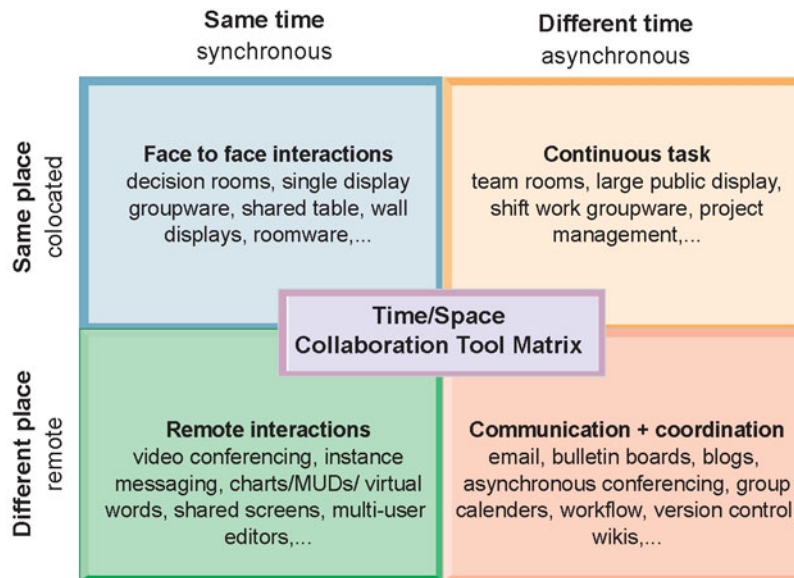 Same time
synchronous
Different time
asynchronous
Same place
colocated
Face to face interactions
decision rooms, single display
groupware, shared table, wall
displays, roomware,...
Continuous task
team rooms, large public display,
shift work groupware, project
management,...
Time/Space
Collaboration Tool Matrix
Different place
remote
Remote interactions
video conferencing, instance
messaging, charts/MUDs/ virtual
words, shared screens, multi-user
editors,...
Communication + coordination
email, bulletin boards, blogs,
asynchronous conferencing, group
calenders, workflow, version control
wikis,...